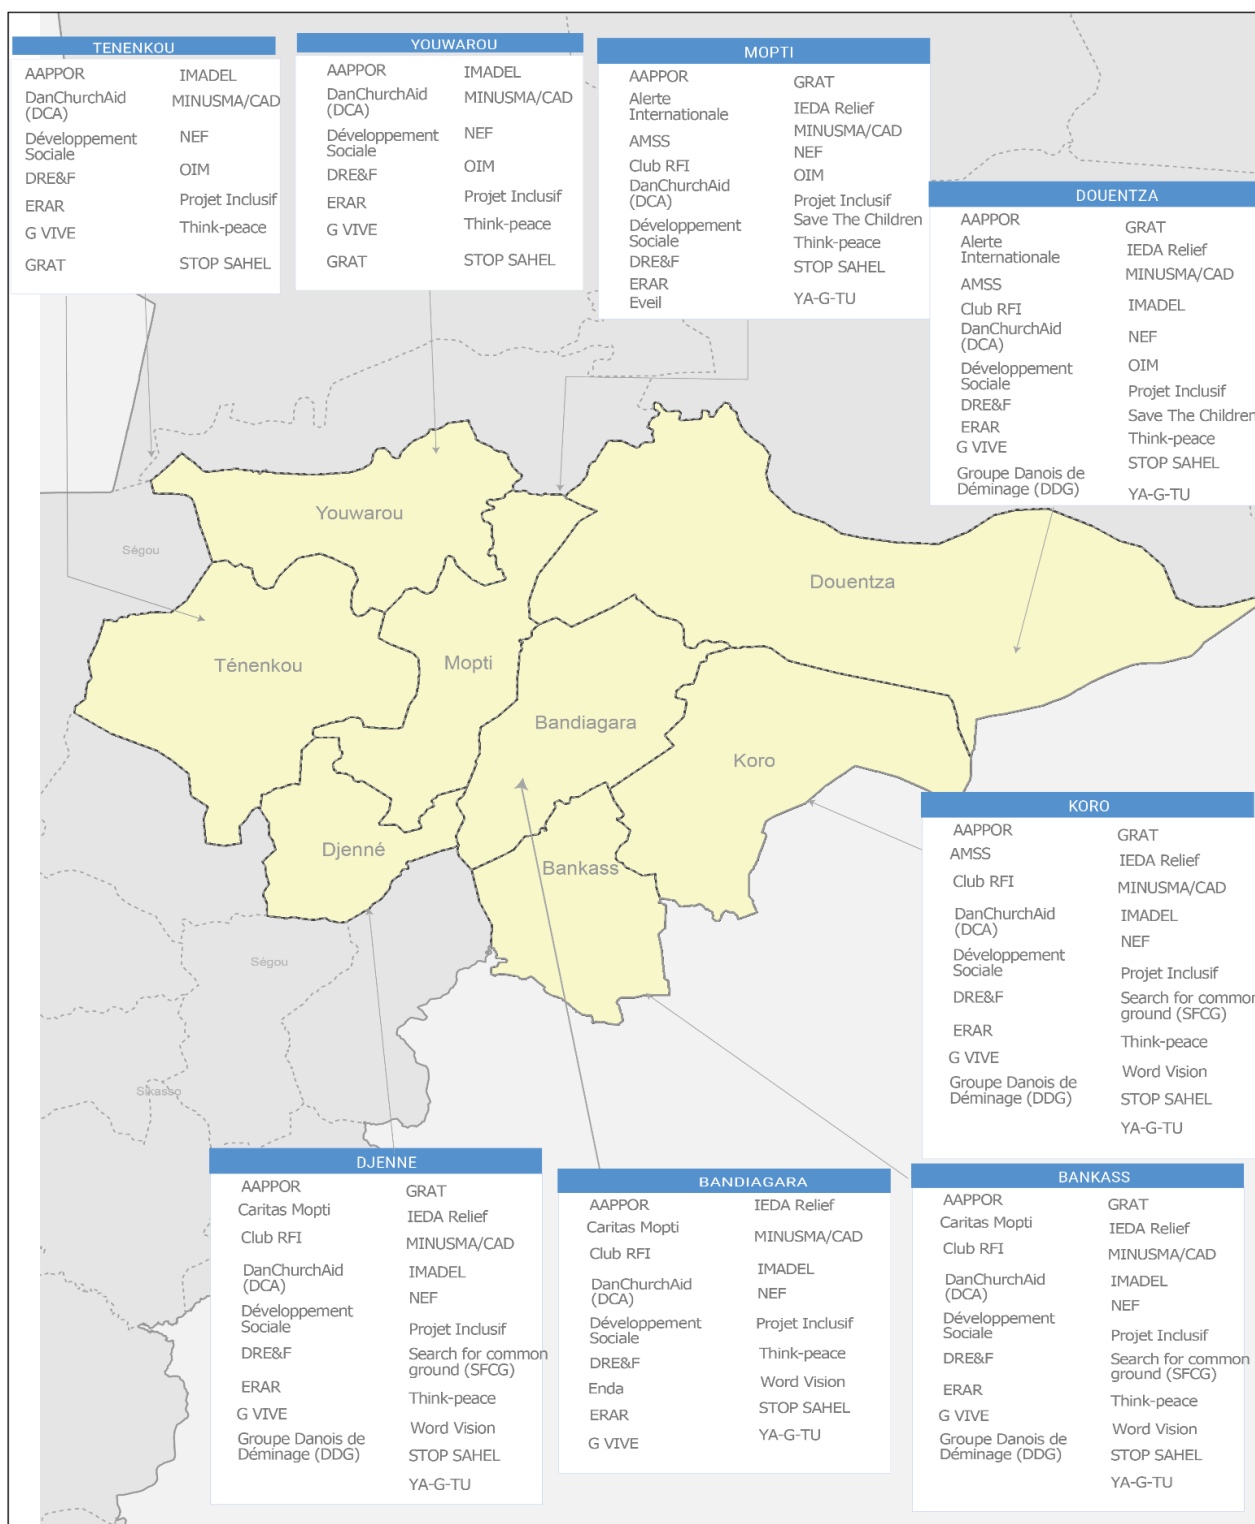 TENENKOU
AAPPOR
DanChurchAid
(DCA)
Développement
Sociale
DRE&F
ERAR
G VIVE
GRAT
IMADEL
MINUSMA/CAD
NEF
OIM
Projet Inclusif
Think-peace
STOP SAHEL
YOUWAROU
AAPPOR
DanChurchAid
(DCA)
Développement
Sociale
DRE&F
ERAR
G VIVE
GRAT
IMADEL
MINUSMA/CAD
NEF
OIM
Projet Inclusif
Think-peace
STOP SAHEL
MOPTI
AAPPOR
Alerte
Internationale
AMSS
Club RFI
DanChurchAid
(DCA)
Développement
Sociale
DRE&F
ERAR
Eveil
GRAT
IEDA Relief
MINUSMA/CAD
NEF
OIM
Projet Inclusif
Save The Children
Think-peace
STOP SAHEL
YA-G-TU
DOUENTZA
AAPPOR
Alerte
Internationale
AMSS
Club RFI
DanChurchAid
(DCA)
Développement
Sociale
DRE&F
ERAR
G VIVE
Groupe Danois de
Déminage (DDG)
GRAT
IEDA Relief
MINUSMA/CAD
IMADEL
NEF
OIM
Projet Inclusif
Save The Children
Think-peace
STOP SAHEL
YA-G-TU
Youwarou
Ségou
Douentza
Ténenkou
Mopti
Bandiagara
Koro
Djenné
Bankass
Ségou
Sikasso
KORO
AAPPOR
AMSS
Club RFI
DanChurchAid
(DCA)
Développement
Sociale
DRE&F
ERAR
G VIVE
Groupe Danois de
Déminage (DDG)
GRAT
IEDA Relief
MINUSMA/CAD
IMADEL
NEF
Projet Inclusif
Search for common
ground (SFCG)
Think-peace
Word Vision
STOP SAHEL
YA-G-TU
DJENNE
AAPPOR
Caritas Mopti
Club RFI
DanChurchAid
(DCA)
Développement
Sociale
DRE&F
ERAR
G VIVE
Groupe Danois de
Déminage (DDG)
GRAT
IEDA Relief
MINUSMA/CAD
IMADEL
NEF
Projet Inclusif
Search for common
ground (SFCG)
Think-peace
Word Vision
STOP SAHEL
YA-G-TU
BANDIAGARA
AAPPOR
Caritas Mopti
Club RFI
DanChurchAid
(DCA)
Développement
Sociale
DRE&F
Enda
ERAR
G VIVE
IEDA Relief
MINUSMA/CAD
IMADEL
NEF
Projet Inclusif
Think-peace
Word Vision
STOP SAHEL
YA-G-TU
BANKASS
AAPPOR
Caritas Mopti
Club RFI
DanChurchAid
(DCA)
Développement
Sociale
DRE&F
ERAR
G VIVE
Groupe Danois de
Déminage (DDG)
GRAT
IEDA Relief
MINUSMA/CAD
IMADEL
NEF
Projet Inclusif
Search for common
ground (SFCG)
Think-peace
Word Vision
STOP SAHEL
YA-G-TU